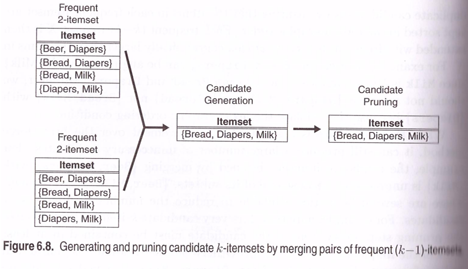 Frequent
2-itemset
Itemset
{Beer, Diapers}
{Bread, Diapers}
{Bread, Milk}
{Diapers, Milk}
Candidate
Generation
Itemset
{Bread, Diapers, Milk}
Candidate
Pruning
Itemset
{Bread, Diapers, Milk}
Frequent
2-itemset
Itemset
{Beer, Diapers}
{Bread, Diapers}
{Bread, Milk}
{Diapers, Milk}
Figure 6.8. Generating and pruning candidate k-itemsets by merging pairs of frequent (k−1)-itemsets